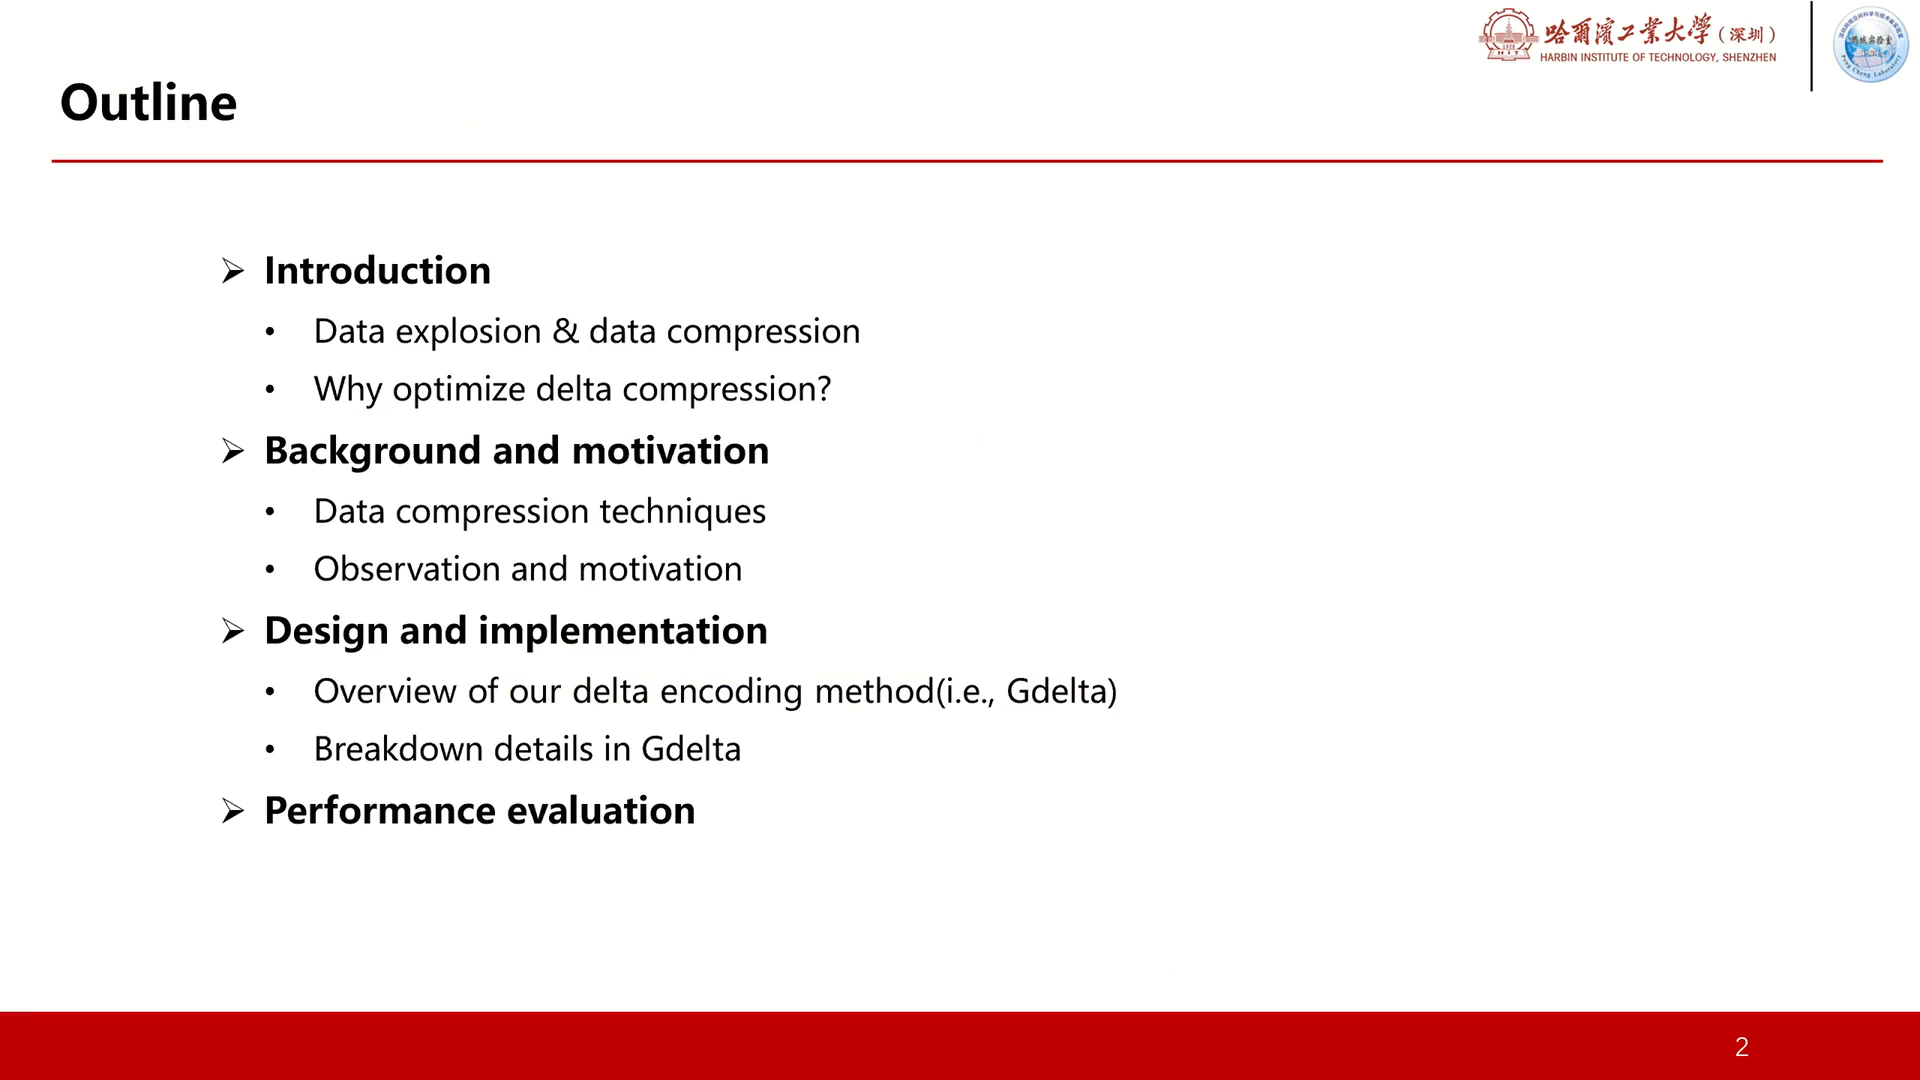 哈爾濱工業大學(深圳)
HARBIN INSTITUTE OF TECHNOLOGY, SHENZHEN
Outline
➢ Introduction
• Data explosion & data compression
• Why optimize delta compression?
➢ Background and motivation
• Data compression techniques
• Observation and motivation
➢ Design and implementation
• Overview of our delta encoding method(i.e., Gdelta)
• Breakdown details in Gdelta
➢ Performance evaluation
2